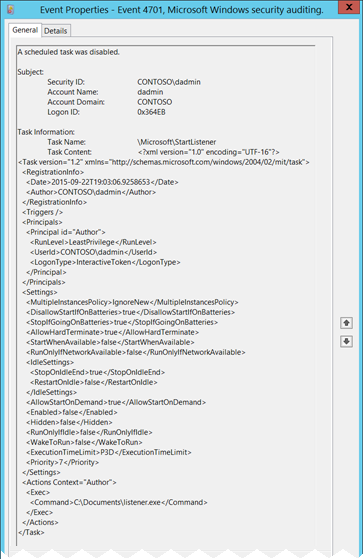 Event Properties - Event 4701, Microsoft Windows security auditing.
X
General
Details
A scheduled task was disabled.
Subject:
Security ID: CONTOSO\dadmin
Account Name: dadmin
Account Domain: CONTOSO
Logon ID: 0x364EB
Task Information:
Task Name: \Microsoft\StartListener
Task Content: <?xml version="1.0" encoding="UTF-16"?>
<Task version="1.2" xmlns="http://schemas.microsoft.com/windows/2004/02/mit/task">
<RegistrationInfo>
<Date>2015-09-22T19:03:06.9258653</Date>
<Author>CONTOSO\dadmin</Author>
</RegistrationInfo>
<Triggers />
<Principals>
<Principal id="Author">
<RunLevel>LeastPrivilege</RunLevel>
<UserId>CONTOSO\dadmin</UserId>
<LogonType>InteractiveToken</LogonType>
</Principal>
</Principals>
<Settings>
<MultipleInstancesPolicy>IgnoreNew</MultipleInstancesPolicy>
<DisallowStartIfOnBatteries>true</DisallowStartIfOnBatteries>
<StopIfGoingOnBatteries>true</StopIfGoingOnBatteries>
<AllowHardTerminate>true</AllowHardTerminate>
<StartWhenAvailable>false</StartWhenAvailable>
<RunOnlyIfNetworkAvailable>false</RunOnlyIfNetworkAvailable>
<IdleSettings>
<StopOnIdleEnd>true</StopOnIdleEnd>
<RestartOnIdle>false</RestartOnIdle>
</IdleSettings>
<AllowStartOnDemand>true</AllowStartOnDemand>
<Enabled>false</Enabled>
<Hidden>false</Hidden>
<RunOnlyIfIdle>false</RunOnlyIfIdle>
<WakeToRun>false</WakeToRun>
<ExecutionTimeLimit>P3D</ExecutionTimeLimit>
<Priority>7</Priority>
</Settings>
<Actions Context="Author">
<Exec>
<Command>C:\Documents\listener.exe</Command>
</Exec>
</Actions>
</Task>